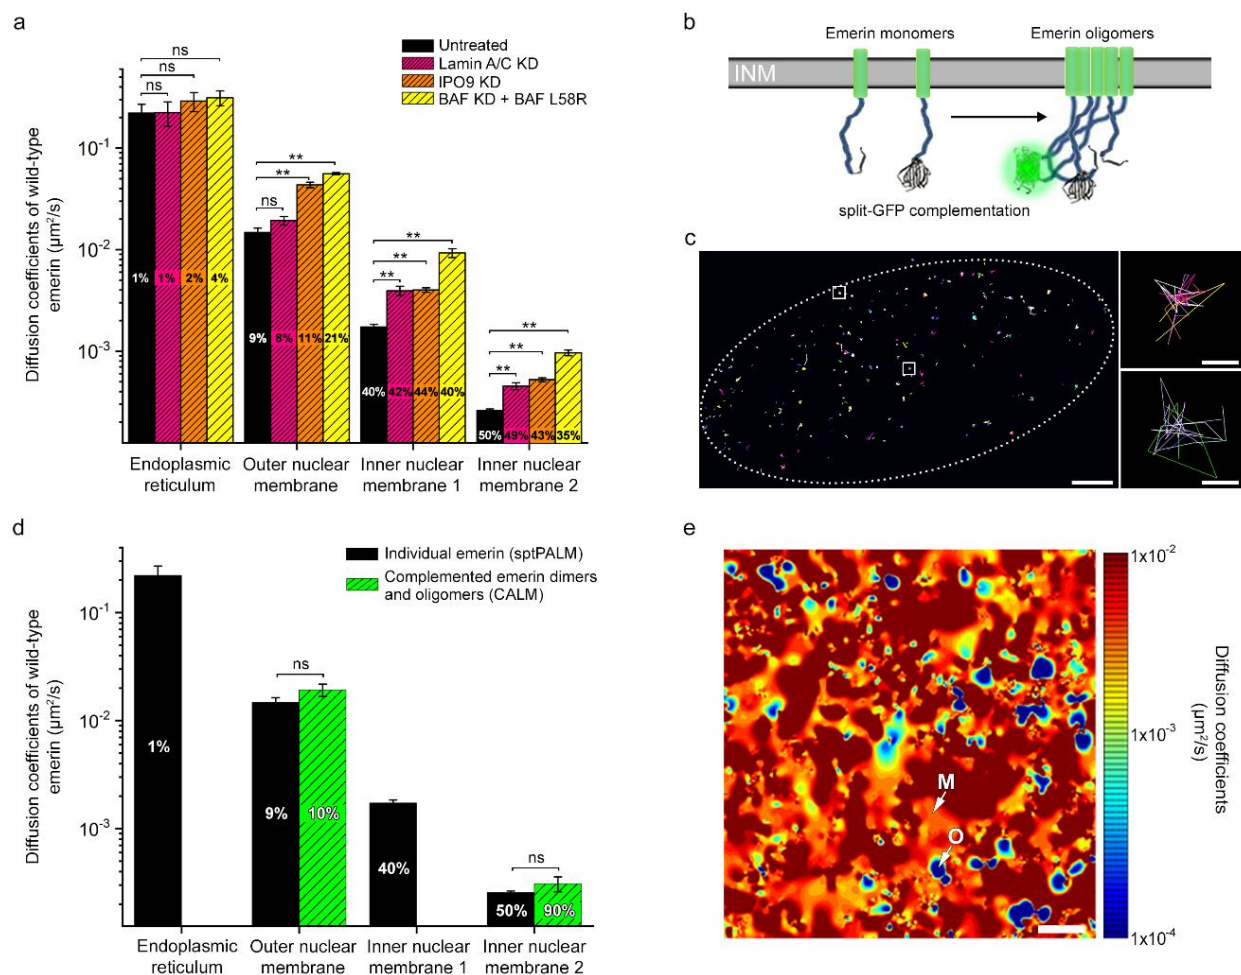 a
Untreated
Lamin A/C KD
IPO9 KD
BAF KD + BAF L58R
Diffusion coefficients of wild-type
emerin (µm²/s)
10⁻¹
10⁻²
10⁻³
ns
ns
ns
1%
1%
2%
4%
**
**
ns
9%
8%
11%
21%
**
**
**
40%
42%
44%
40%
**
**
**
50%
49%
43%
35%
Endoplasmic
reticulum
Outer nuclear
membrane
Inner nuclear
membrane 1
Inner nuclear
membrane 2
b
Emerin monomers
Emerin oligomers
INM
split-GFP complementation
c
d
Individual emerin (sptPALM)
Complemented emerin dimers
and oligomers (CALM)
Diffusion coefficients of wild-type
emerin (µm²/s)
10⁻¹
10⁻²
10⁻³
1%
ns
9%
10%
40%
ns
50%
90%
Endoplasmic
reticulum
Outer nuclear
membrane
Inner nuclear
membrane 1
Inner nuclear
membrane 2
e
M
O
1x10⁻²
1x10⁻³
1x10⁻⁴
Diffusion coefficients
(µm²/s)